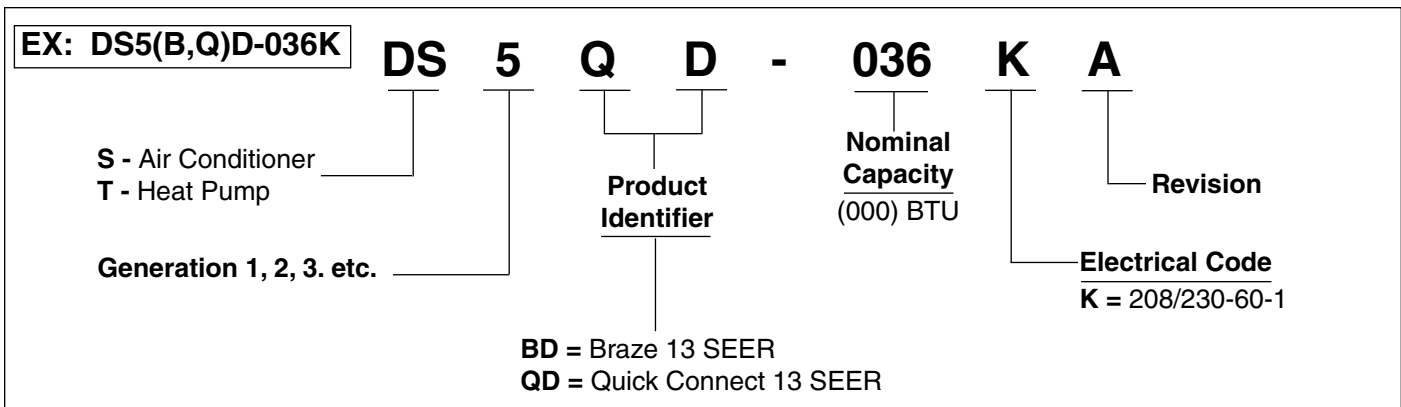 EX: DS5(B,Q)D-036K
DS 5 Q D - 036 K A
S - Air Conditioner
T - Heat Pump
Generation 1, 2, 3. etc.
Product
Identifier
BD = Braze 13 SEER
QD = Quick Connect 13 SEER
Nominal
Capacity
(000) BTU
Revision
Electrical Code
K = 208/230-60-1